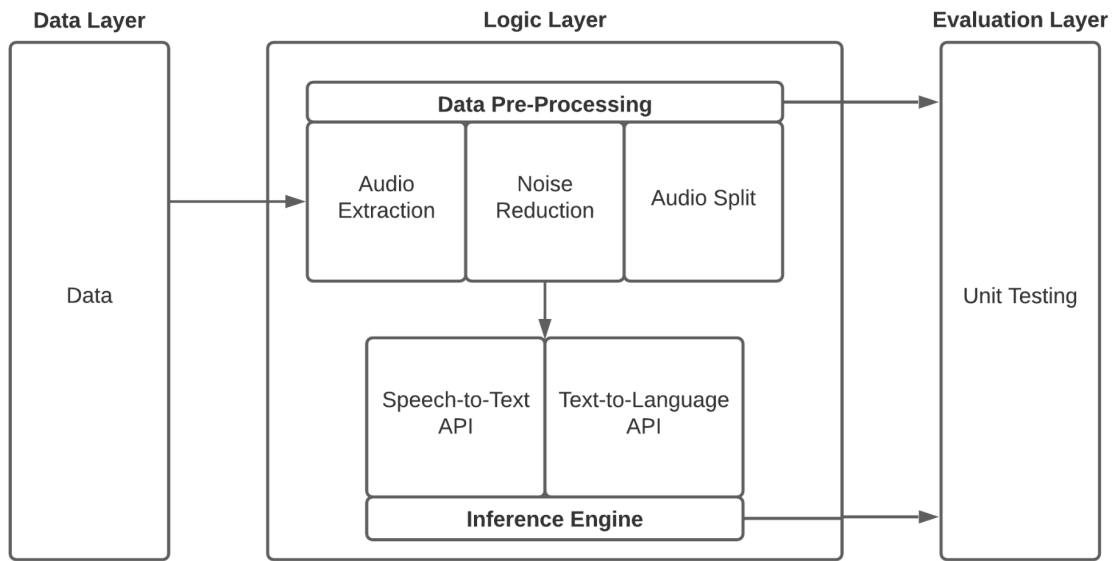 Data Layer
Logic Layer
Evaluation Layer
Data Pre-Processing
Audio
Extraction
Noise
Reduction
Audio Split
Data
Unit Testing
Speech-to-Text
API
Text-to-Language
API
Inference Engine